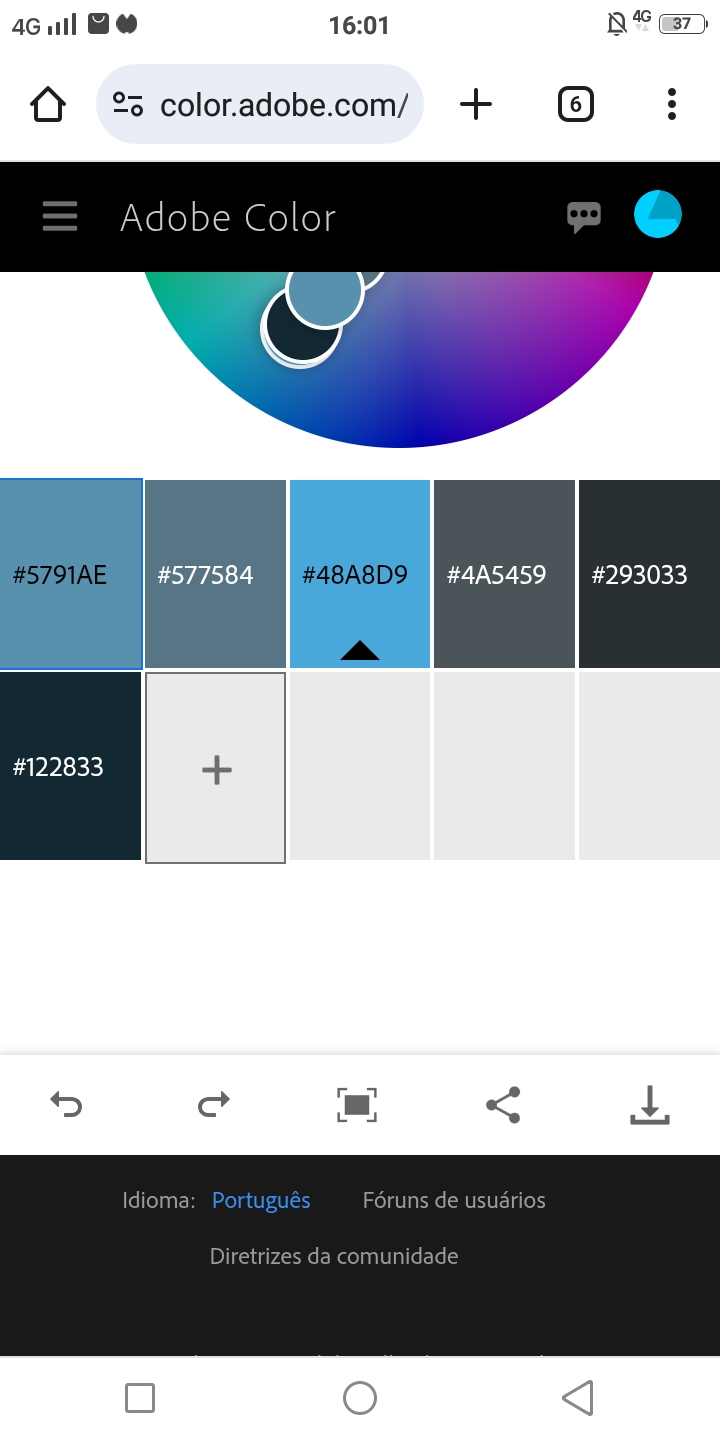 4G 16:01 4G 37
color.adobe.com/ 6
Adobe Color
#5791AE #577584 #48A8D9 #4A5459 #293033
#122833
Idioma: Português Fóruns de usuários
Diretrizes da comunidade